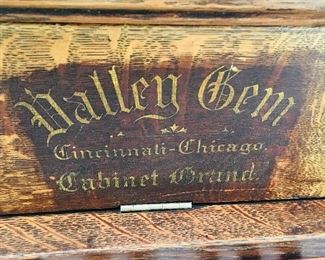 Valley Gem
Cincinnati-Chicago.
Cabinet Grand.